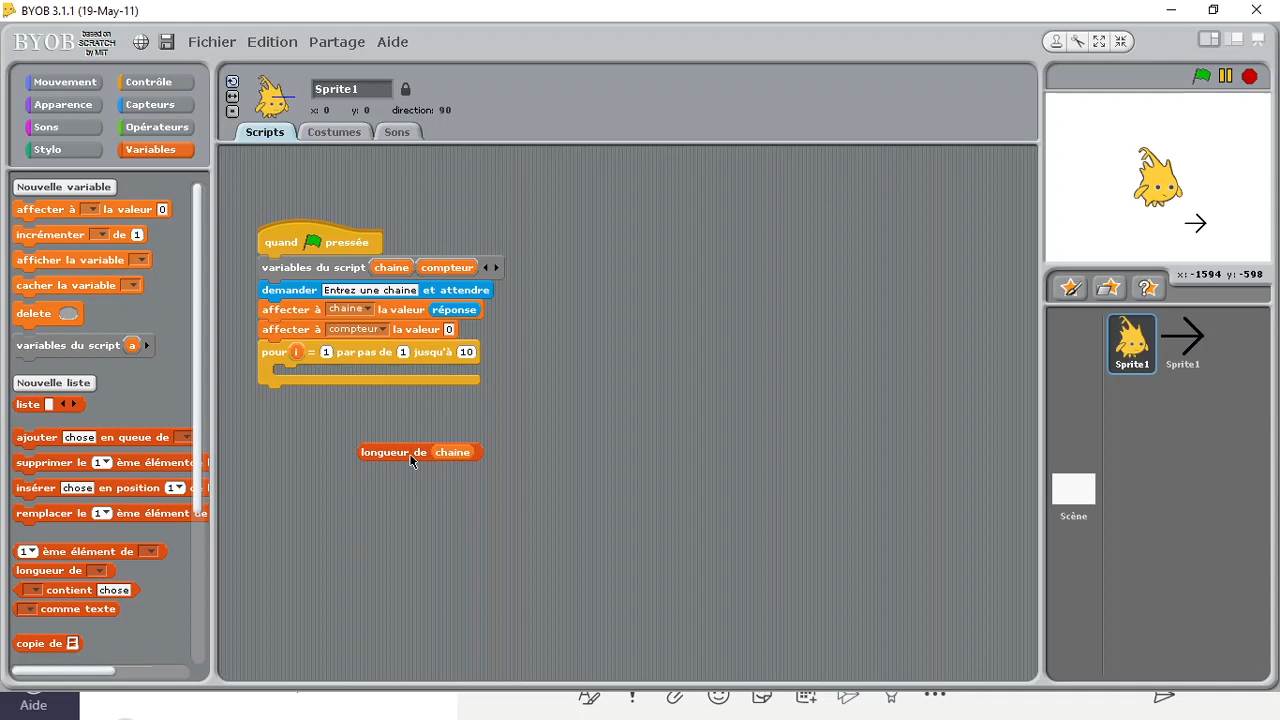 BYOB 3.1.1 (19-May-11)
BYOB based on SCRATCH by MIT Fichier Edition Partage Aide
Mouvement Contrôle
Apparence Capteurs
Sons Opérateurs
Stylo Variables
Sprite1
x: 0 y: 0 direction: 90
Scripts Costumes Sons
Nouvelle variable
affecter à la valeur 0
incrémenter de 1
afficher la variable
cacher la variable
delete
variables du script a
Nouvelle liste
liste
ajouter chose en queue de
supprimer le 1 ème élément
insérer chose en position 1
remplacer le 1 ème élément de
1 ème élément de
longueur de
contient chose
comme texte
copie de
quand pressée
variables du script chaine compteur
demander Entrez une chaine et attendre
affecter à chaine la valeur réponse
affecter à compteur la valeur 0
pour i = 1 par pas de 1 jusqu'à 10
longueur de chaine
x: -1594 y: -598
Sprite1 Sprite1
Scène
Aide